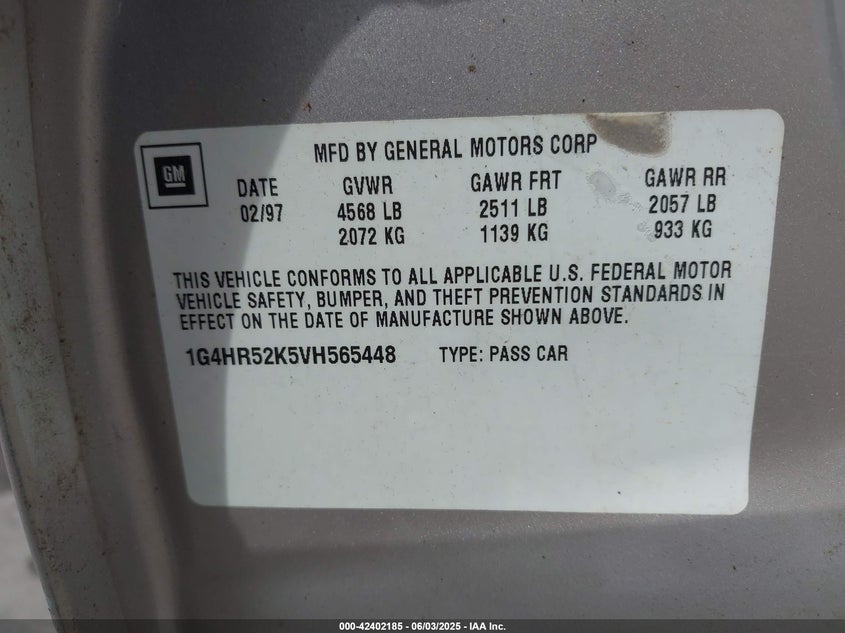 MFD BY GENERAL MOTORS CORP
GM
DATE GVWR GAWR FRT GAWR RR
02/97 4568 LB 2511 LB 2057 LB
2072 KG 1139 KG 933 KG
THIS VEHICLE CONFORMS TO ALL APPLICABLE U.S. FEDERAL MOTOR
VEHICLE SAFETY, BUMPER, AND THEFT PREVENTION STANDARDS IN
EFFECT ON THE DATE OF MANUFACTURE SHOWN ABOVE.
1G4HR52K5VH565448 TYPE: PASS CAR
000-42402185 - 06/03/2025 - IAA Inc.